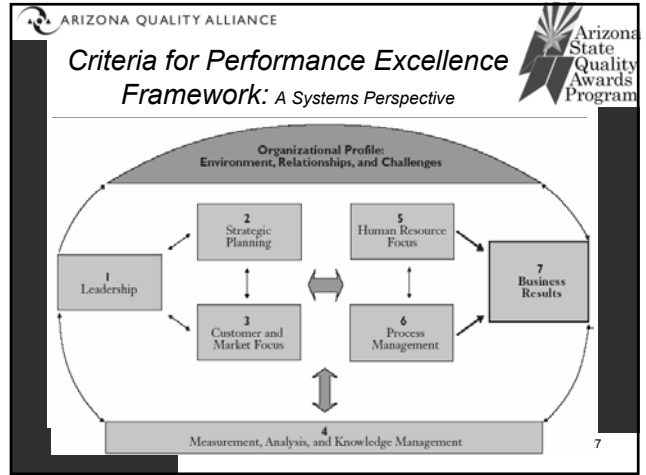 ARIZONA QUALITY ALLIANCE
Arizona
State
Quality
Awards
Program
Criteria for Performance Excellence
Framework: A Systems Perspective
Organizational Profile:
Environment, Relationships, and Challenges
2
Strategic
Planning
5
Human Resource
Focus
1
Leadership
7
Business
Results
3
Customer and
Market Focus
6
Process
Management
4
Measurement, Analysis, and Knowledge Management
7